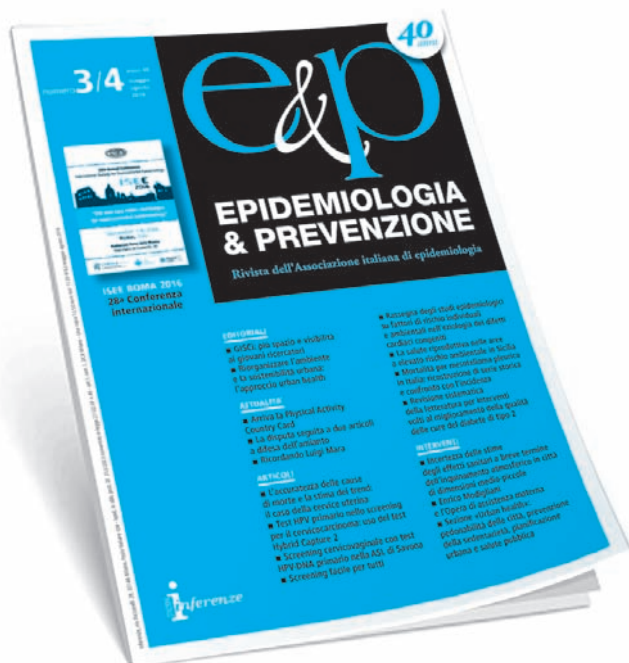 numero 3/4
maggio
agosto
2016
40
anni
e&p
EPIDEMIOLOGIA
& PREVENZIONE
Rivista dell'Associazione italiana di epidemiologia
ISEE
ISEE ROMA 2016
28a Conferenza
internazionale
EDITORIALI
■ GISCi: più spazio e visibilità
ai giovani ricercatori
■ Riorganizzare l'ambiente
e la sostenibilità urbana:
l'approccio urban health
ATTUALITÀ
■ Arriva la Physical Activity
Country Card
■ La disputa seguita a due articoli
a difesa dell'amianto
■ Ricordando Luigi Mara
ARTICOLI
■ L'accuratezza delle cause
di morte e la stima dei trend:
il caso della cervice uterina
■ Test HPV primario nello screening
per il cervicocarcinoma: uso del test
Hybrid Capture 2
■ Screening cervicovaginale con test
HPV-DNA primario nella ASL di Savona
■ Screening facile per tutti
■ Rassegna degli studi epidemiologici
su fattori di rischio individuali
e ambientali nell'eziologia dei difetti
cardiaci congeniti
■ La salute riproduttiva nelle aree
a elevato rischio ambientale in Sicilia
■ Mortalità per mesotelioma pleurico
in Italia: ricostruzione di serie storica
e confronto con l'incidenza
■ Revisione sistematica
della letteratura per interventi
volti al miglioramento della qualità
delle cure del diabete di tipo 2
INTERVENTI
■ Incertezza delle stime
degli effetti sanitari a breve termine
dell'inquinamento atmosferico in città
di dimensioni medio-piccole
■ Enrico Modigliani
e l'Opera di assistenza materna
■ Sezione «Urban health»:
pedonabilità delle città, prevenzione
della sedentarietà, pianificazione
urbana e salute pubblica
inferenze